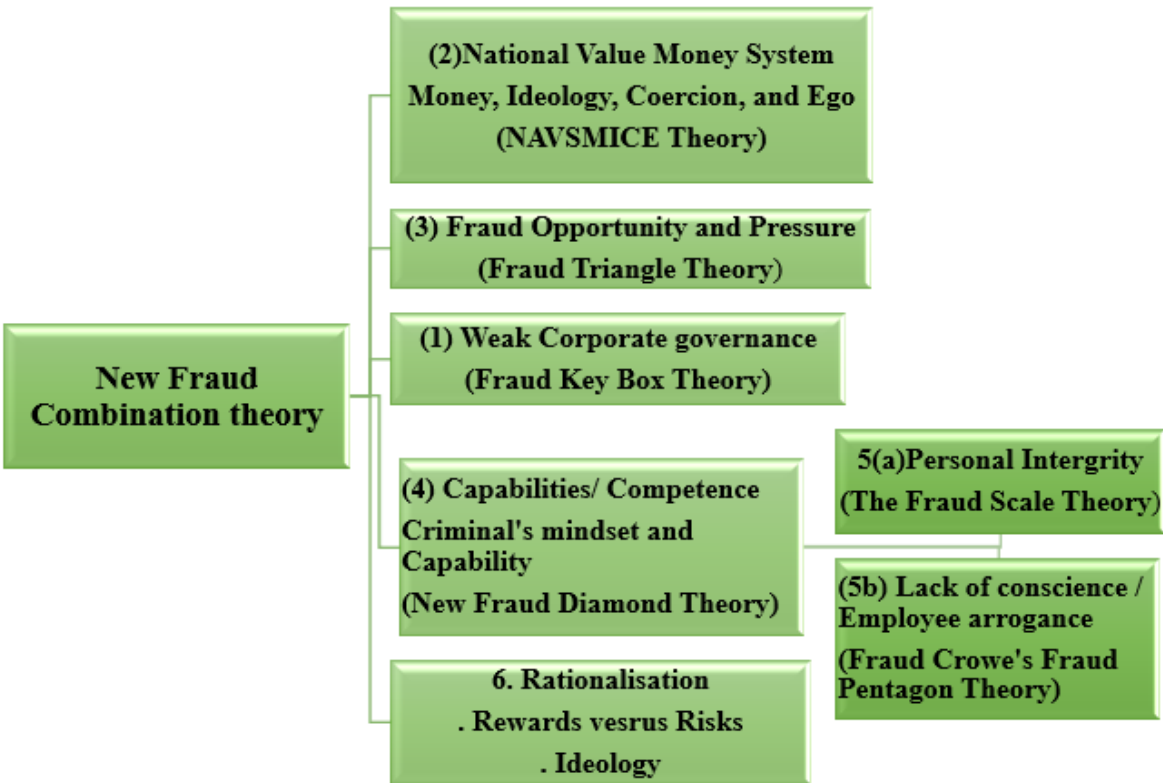 (2)National Value Money System
Money, Ideology, Coercion, and Ego
(NAVSMICE Theory)
(3) Fraud Opportunity and Pressure
(Fraud Triangle Theory)
(1) Weak Corporate governance
(Fraud Key Box Theory)
New Fraud
Combination theory
(4) Capabilities/ Competence
Criminal's mindset and
Capability
(New Fraud Diamond Theory)
5(a)Personal Intergrity
(The Fraud Scale Theory)
(5b) Lack of conscience /
Employee arrogance
(Fraud Crowe's Fraud
Pentagon Theory)
6. Rationalisation
. Rewards vesrus Risks
. Ideology